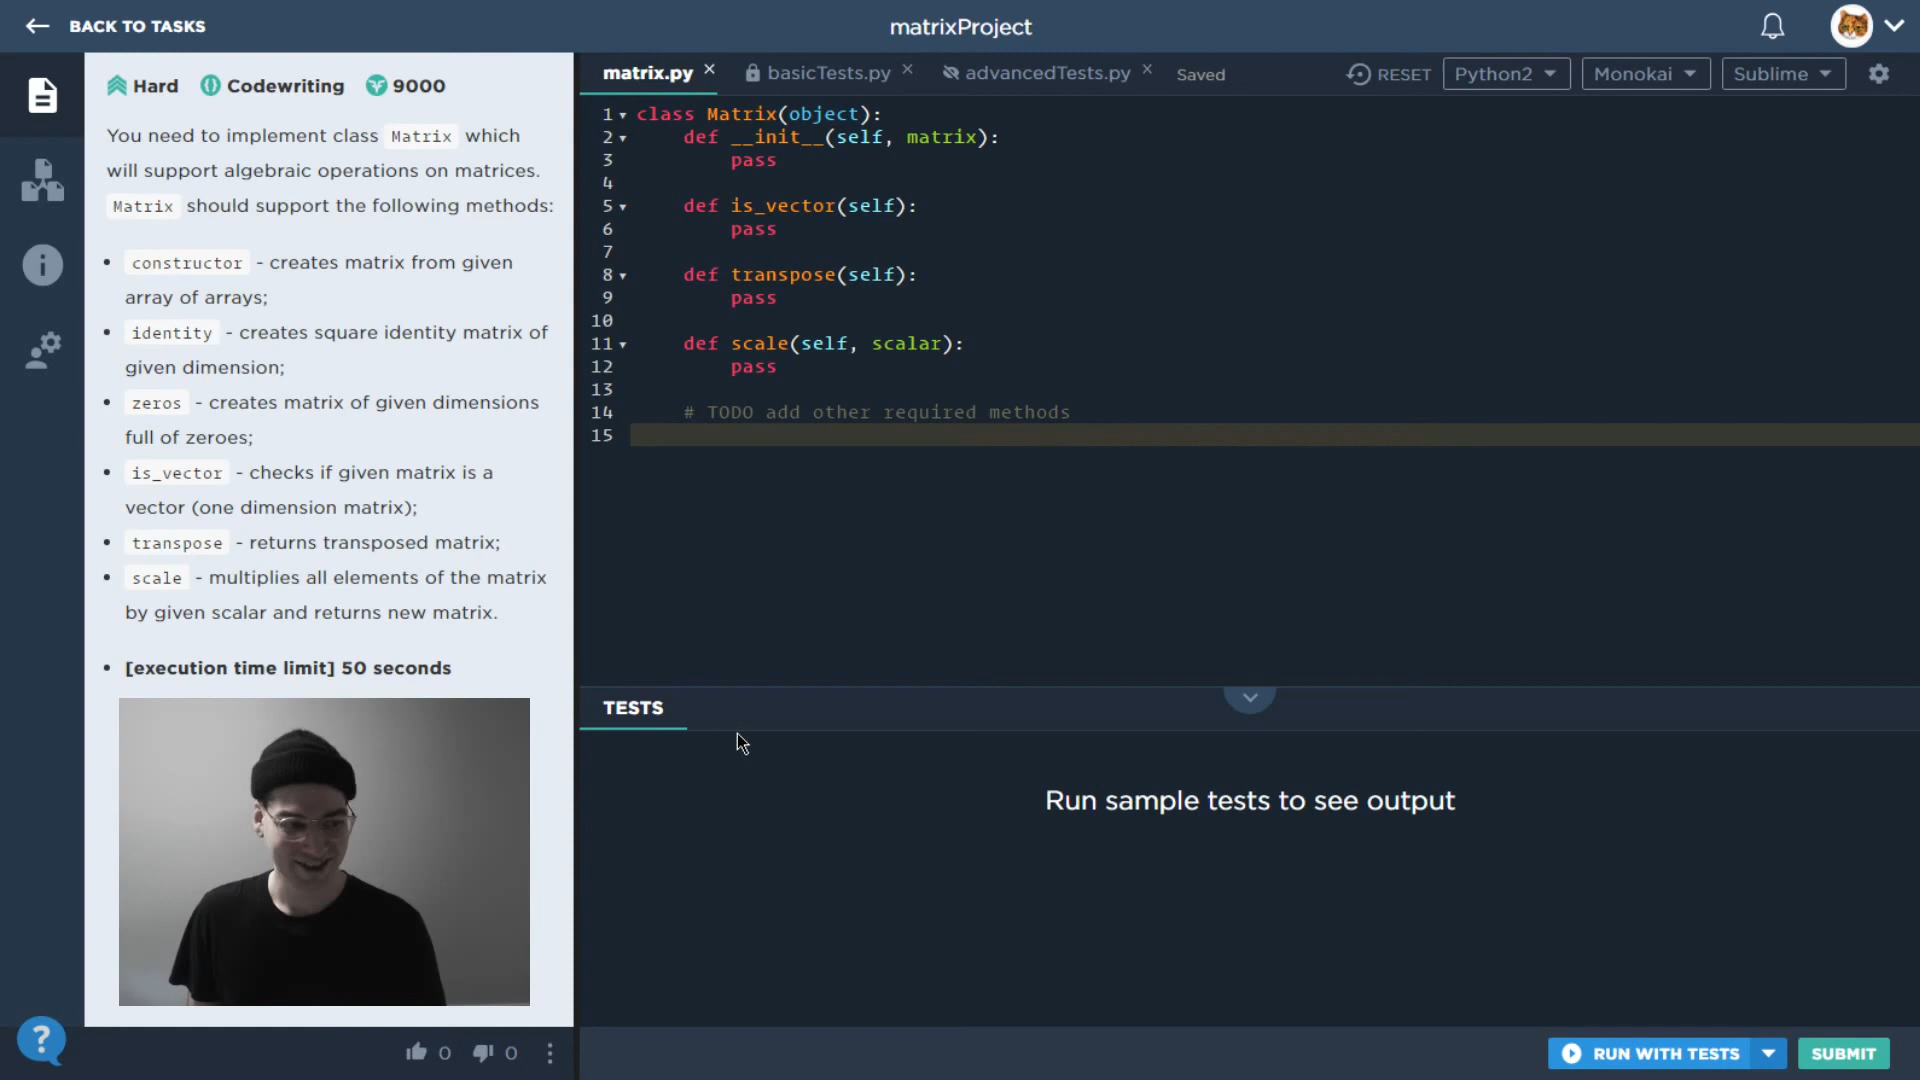 BACK TO TASKS
matrixProject
Hard Codewriting 9000
You need to implement class Matrix which
will support algebraic operations on matrices.
Matrix should support the following methods:
• constructor - creates matrix from given
array of arrays;
• identity - creates square identity matrix of
given dimension;
• zeros - creates matrix of given dimensions
full of zeroes;
• is_vector - checks if given matrix is a
vector (one dimension matrix);
• transpose - returns transposed matrix;
• scale - multiplies all elements of the matrix
by given scalar and returns new matrix.
• [execution time limit] 50 seconds
0 0
matrix.py basicTests.py advancedTests.py Saved RESET Python2 Monokai Sublime
1 class Matrix(object):
2 def __init__(self, matrix):
3 pass
4
5 def is_vector(self):
6 pass
7
8 def transpose(self):
9 pass
10
11 def scale(self, scalar):
12 pass
13
14 # TODO add other required methods
15
TESTS
Run sample tests to see output
RUN WITH TESTS SUBMIT
?